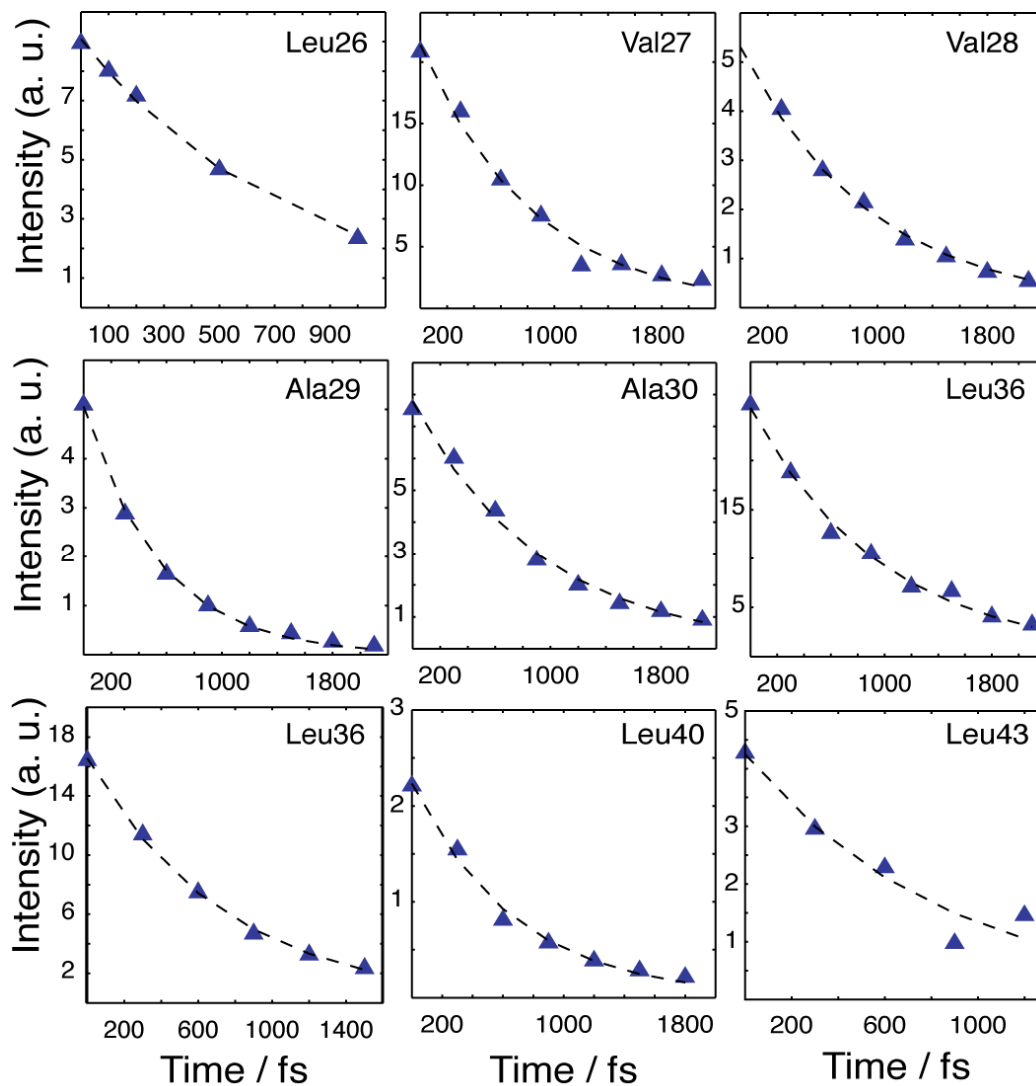 Intensity (a. u.)
Leu26
7
5
3
1
100 300 500 700 900
Val27
15
10
5
1000 1800
Val28
5
4
3
2
1
200 1000 1800
Intensity (a. u.)
Ala29
4
3
2
1
200 1000 1800
Ala30
5
3
1
200 1000 1800
Leu36
15
5
200 1000 1800
Intensity (a. u.)
Leu36
18
14
10
6
2
200 600 1000 1400
Time / fs
Leu40
3
2
1
200 1000 1800
Time / fs
Leu43
5
3
2
1
200 600 1000
Time / fs